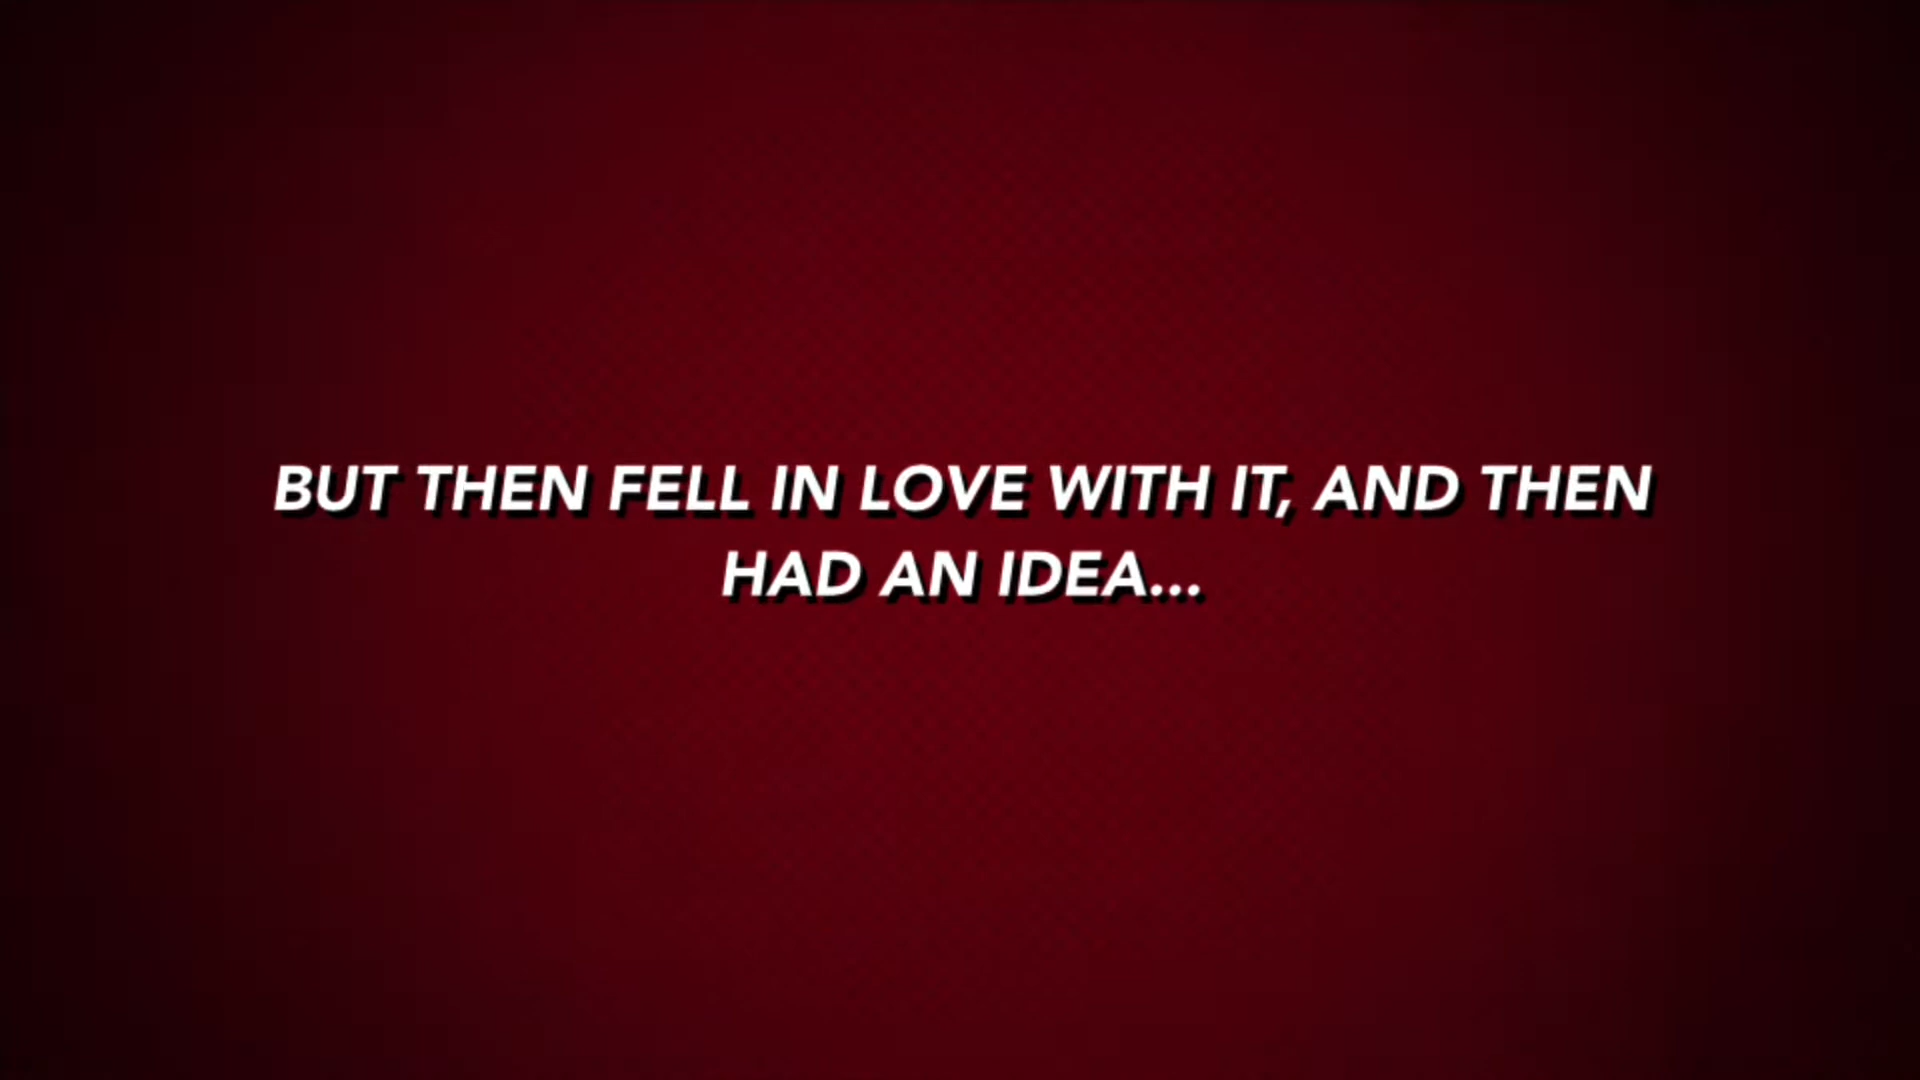 BUT THEN FELL IN LOVE WITH IT, AND THEN
HAD AN IDEA...